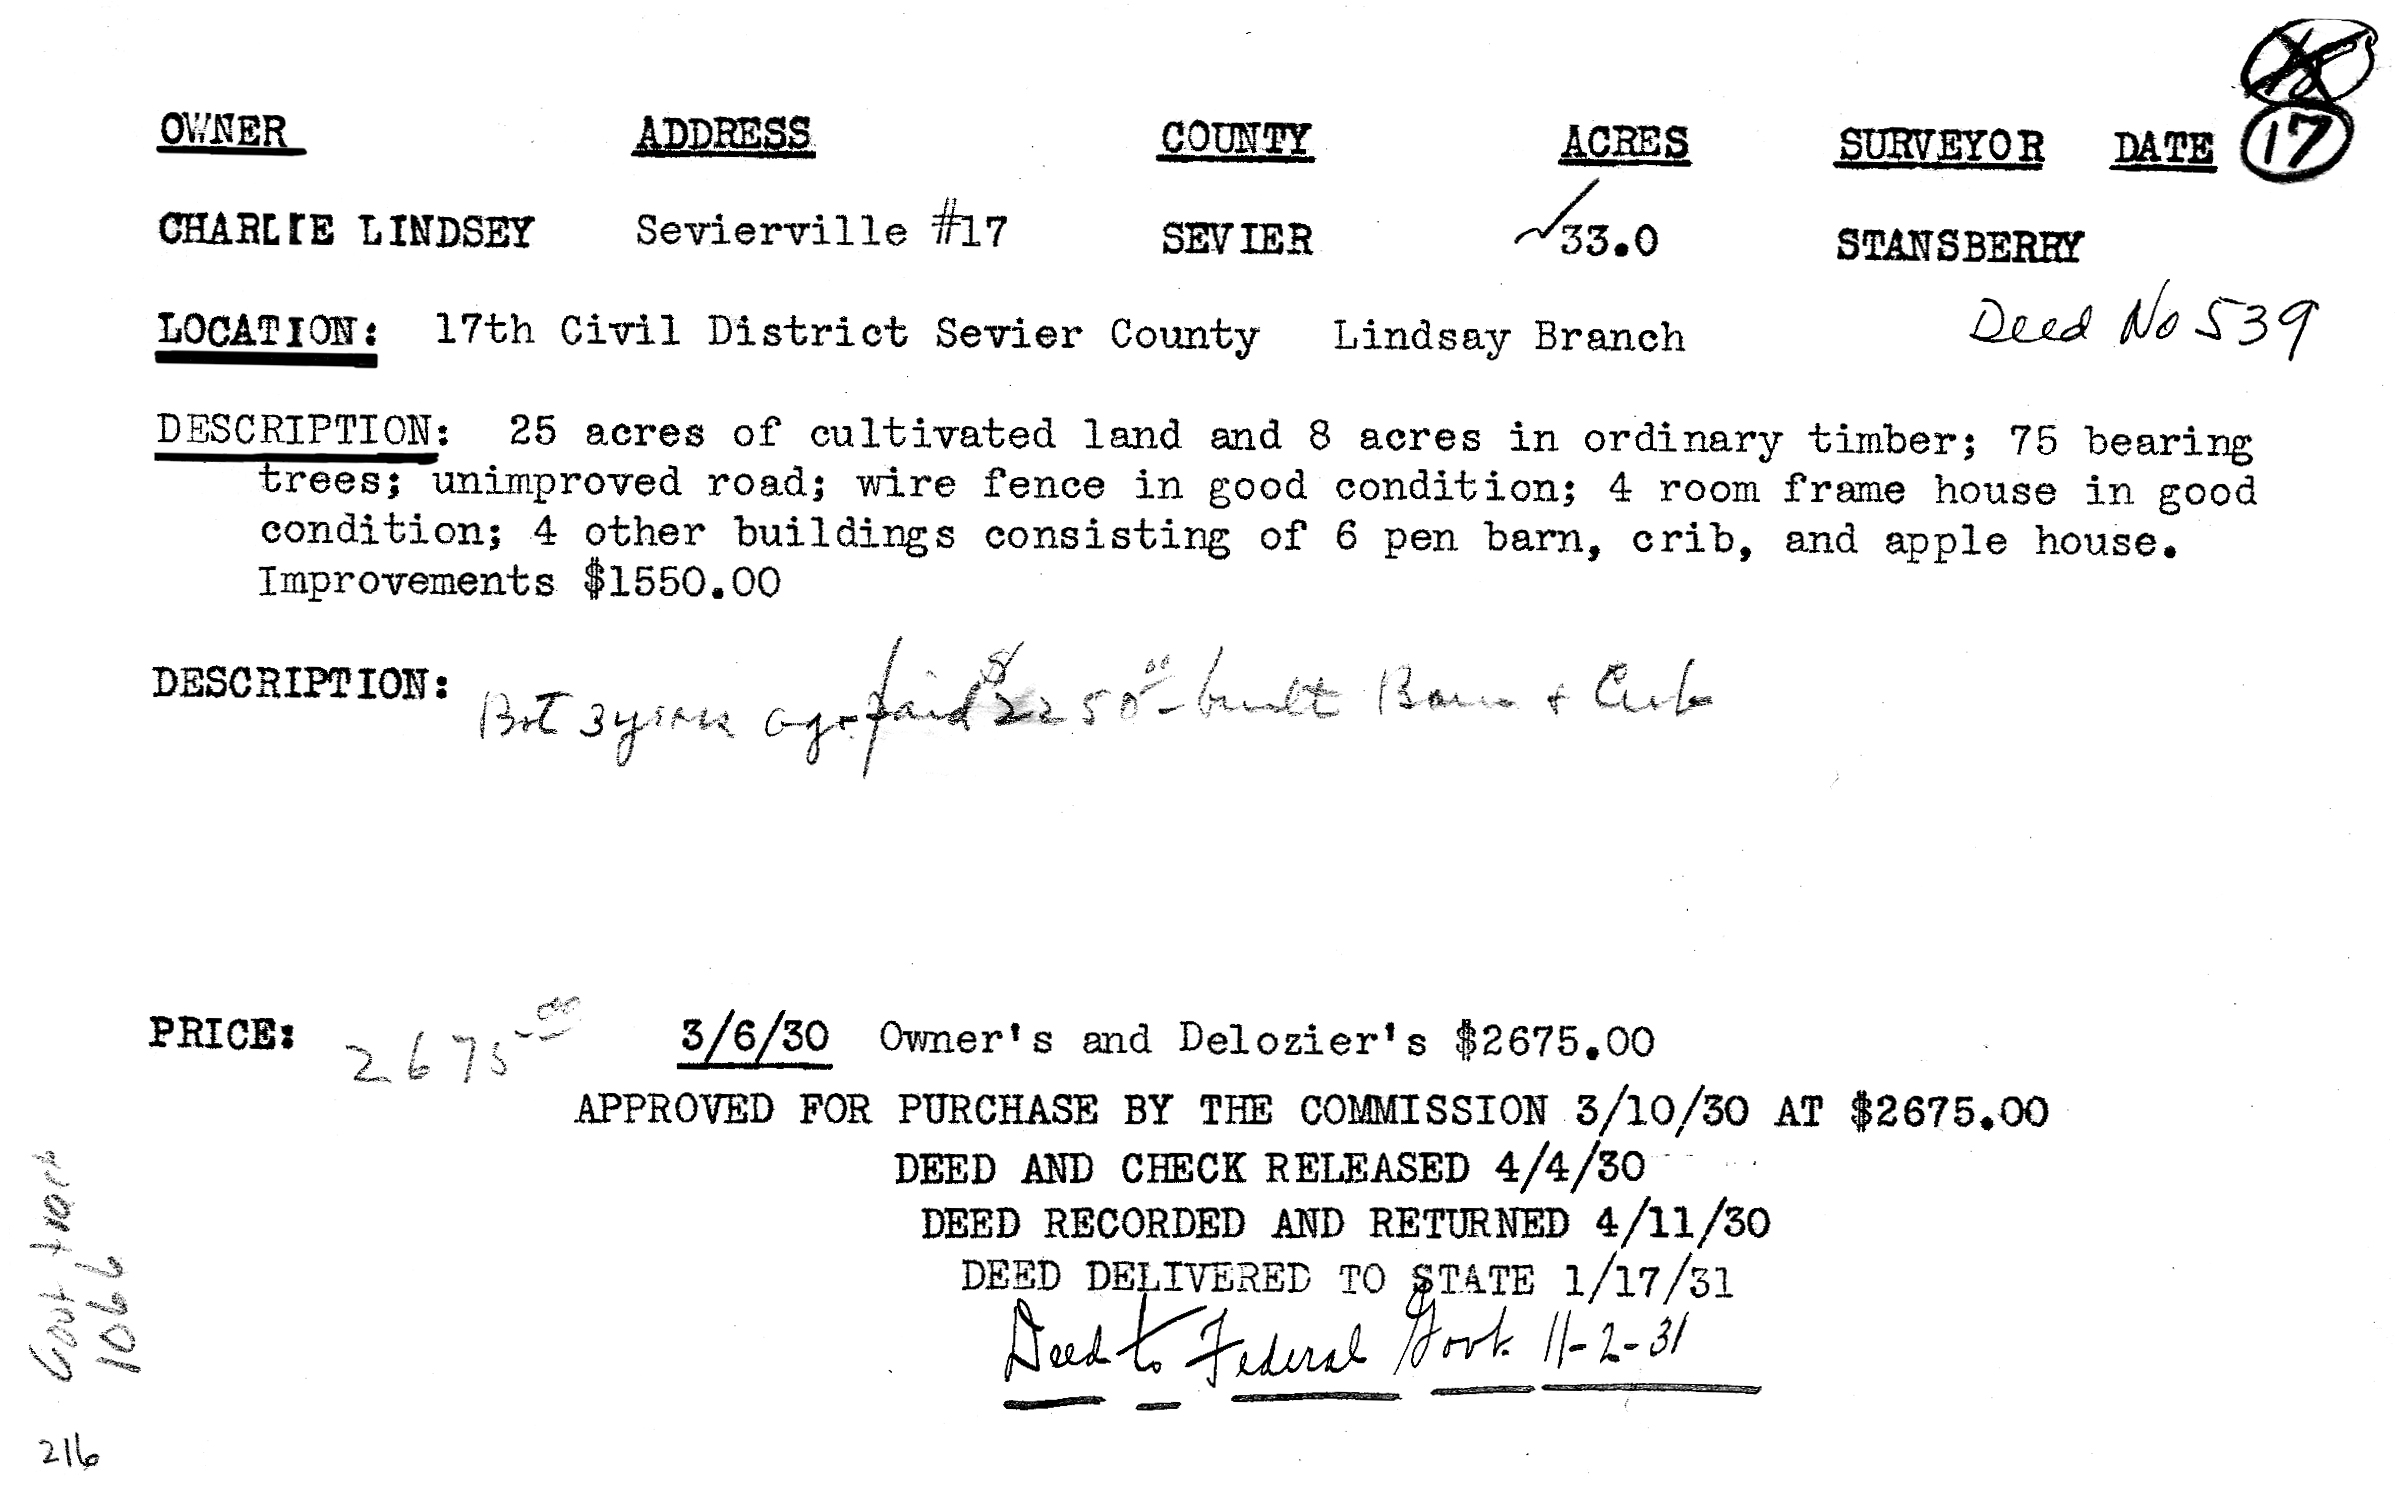 OWNER ADDRESS COUNTY ACRES SURVEYOR DATE 17
CHARLIE LINDSEY Sevierville #17 SEVIER 33.0 STANSBERRY
Deed No 539
LOCATION: 17th Civil District Sevier County Lindsay Branch
DESCRIPTION: 25 acres of cultivated land and 8 acres in ordinary timber; 75 bearing
trees; unimproved road; wire fence in good condition; 4 room frame house in good
condition; 4 other buildings consisting of 6 pen barn, crib, and apple house.
Improvements $1550.00
DESCRIPTION: Bot 3 years ago paid $2250.00 - built Barn + Crib
PRICE: 2675.00 3/6/30 Owner's and Delozier's $2675.00
APPROVED FOR PURCHASE BY THE COMMISSION 3/10/30 AT $2675.00
DEED AND CHECK RELEASED 4/4/30
DEED RECORDED AND RETURNED 4/11/30
DEED DELIVERED TO STATE 1/17/31
Deed to Federal Govt. 11-2-31
Govt tract
1066
216